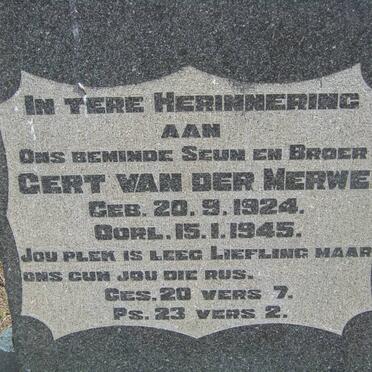 IN TERE HERINNERING
AAN
ONS BEMINDE SEUN EN BROER
GERT VAN DER MERWE
GEB. 20.9.1924.
OORL. 15.1.1945.
JOU PLEK IS LEEG LIEFLING MAAR
ONS GUN JOU DIE RUS.
GES. 20 VERS 7.
PS. 23 VERS 2.